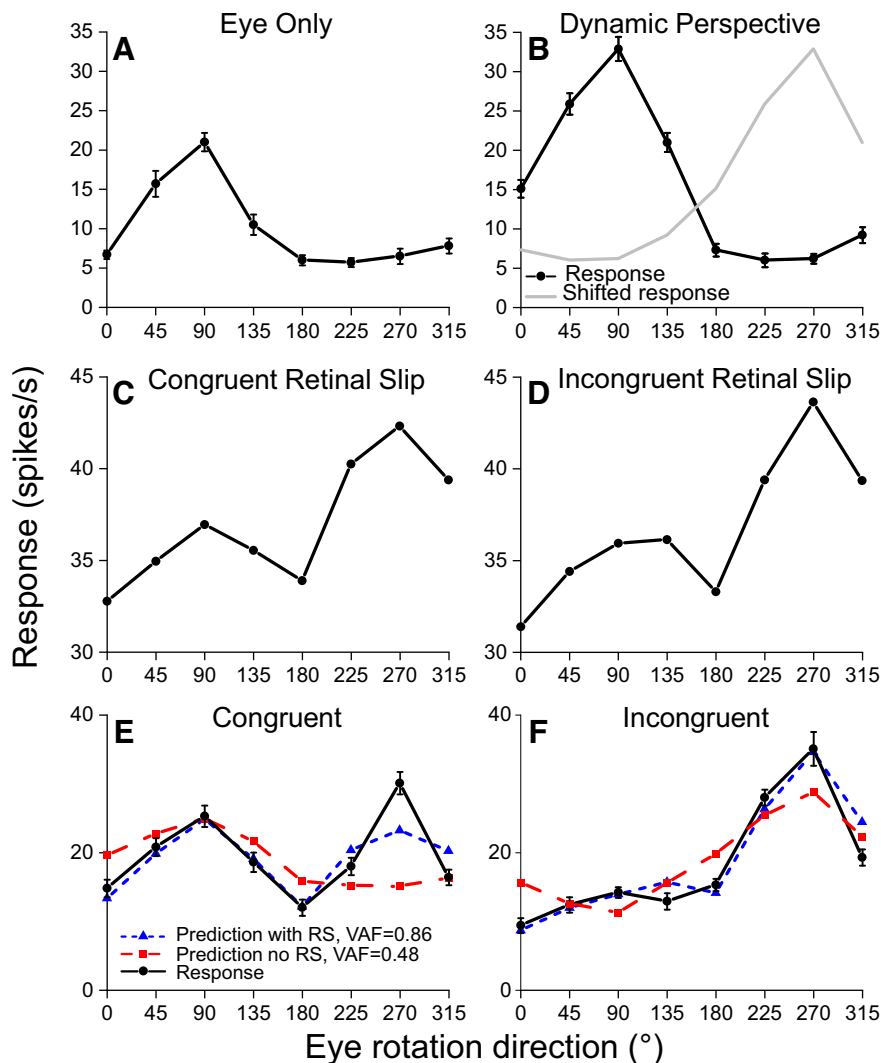 A
Eye Only
35
30
25
20
15
10
5
0
0 45 90 135 180 225 270 315
B
Dynamic Perspective
35
30
25
20
15
10
5
0
Response
Shifted response
0 45 90 135 180 225 270 315
Response (spikes/s)
C
Congruent Retinal Slip
45
40
35
30
0 45 90 135 180 225 270 315
D
Incongruent Retinal Slip
45
40
35
30
0 45 90 135 180 225 270 315
E
Congruent
40
20
0
Prediction with RS, VAF=0.86
Prediction no RS, VAF=0.48
Response
0 45 90 135 180 225 270 315
F
Incongruent
40
20
0
0 45 90 135 180 225 270 315
Eye rotation direction (°)